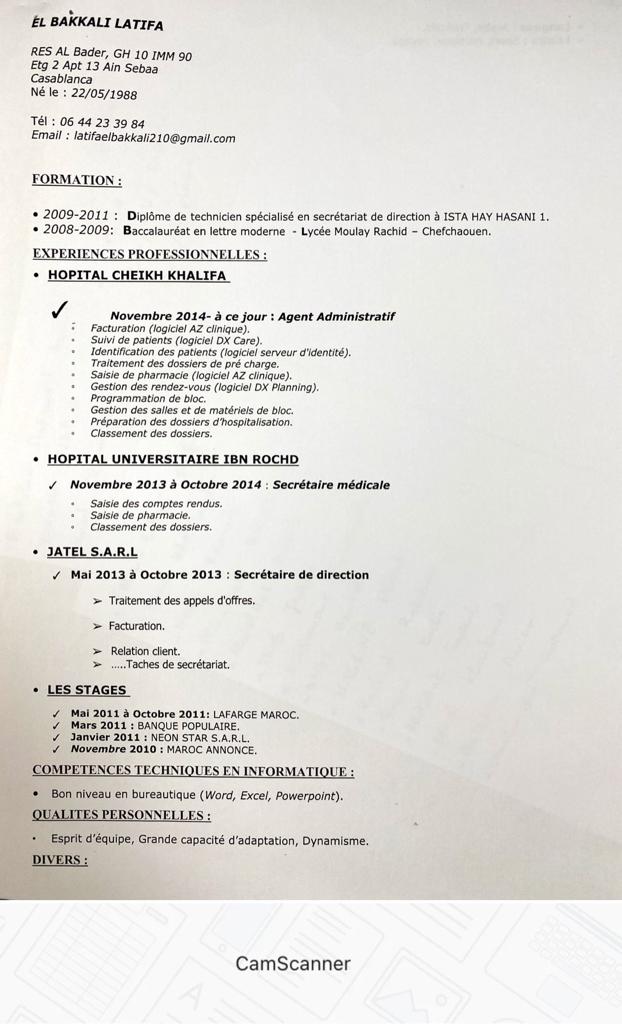 EL BAKKALI LATIFA
RES AL Bader, GH 10 IMM 90
Etg 2 Apt 13 Ain Sebaa
Casablanca
Né le : 22/05/1988
Tél : 06 44 23 39 84
Email : latifaelbakkali210@gmail.com
FORMATION :
• 2009-2011 : Diplôme de technicien spécialisé en secrétariat de direction à ISTA HAY HASANI 1.
• 2008-2009: Baccalauréat en lettre moderne - Lycée Moulay Rachid – Chefchaouen.
EXPERIENCES PROFESSIONNELLES :
• HOPITAL CHEIKH KHALIFA
✓ Novembre 2014- à ce jour : Agent Administratif
◦ Facturation (logiciel AZ clinique).
◦ Suivi de patients (logiciel DX Care).
◦ Identification des patients (logiciel serveur d'identité).
◦ Traitement des dossiers de pré charge.
◦ Saisie de pharmacie (logiciel AZ clinique).
◦ Gestion des rendez-vous (logiciel DX Planning).
◦ Programmation de bloc.
◦ Gestion des salles et de matériels de bloc.
◦ Préparation des dossiers d'hospitalisation.
◦ Classement des dossiers.
• HOPITAL UNIVERSITAIRE IBN ROCHD
✓ Novembre 2013 à Octobre 2014 : Secrétaire médicale
◦ Saisie des comptes rendus.
◦ Saisie de pharmacie.
◦ Classement des dossiers.
• JATEL S.A.R.L
✓ Mai 2013 à Octobre 2013 : Secrétaire de direction
➢ Traitement des appels d'offres.
➢ Facturation.
➢ Relation client.
➢ .....Taches de secrétariat.
• LES STAGES
✓ Mai 2011 à Octobre 2011: LAFARGE MAROC.
✓ Mars 2011 : BANQUE POPULAIRE.
✓ Janvier 2011 : NEON STAR S.A.R.L.
✓ Novembre 2010 : MAROC ANNONCE.
COMPETENCES TECHNIQUES EN INFORMATIQUE :
• Bon niveau en bureautique (Word, Excel, Powerpoint).
QUALITES PERSONNELLES :
• Esprit d'équipe, Grande capacité d'adaptation, Dynamisme.
DIVERS :
CamScanner